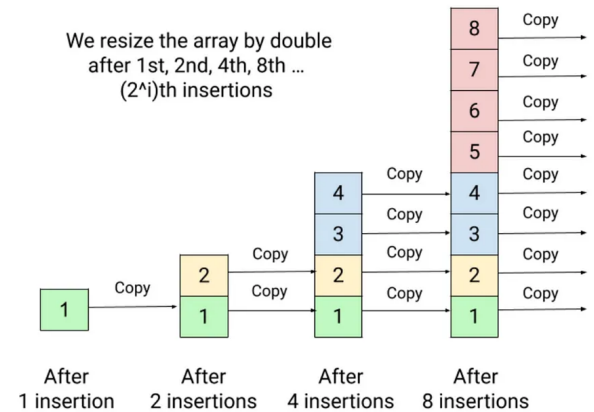 We resize the array by double
after 1st, 2nd, 4th, 8th ...
(2^i)th insertions
8 Copy
7 Copy
6 Copy
5 Copy
4 Copy 4 Copy
3 Copy 3 Copy
2 Copy 2 Copy 2 Copy
1 Copy 1 Copy 1 Copy 1 Copy
After After After After
1 insertion 2 insertions 4 insertions 8 insertions